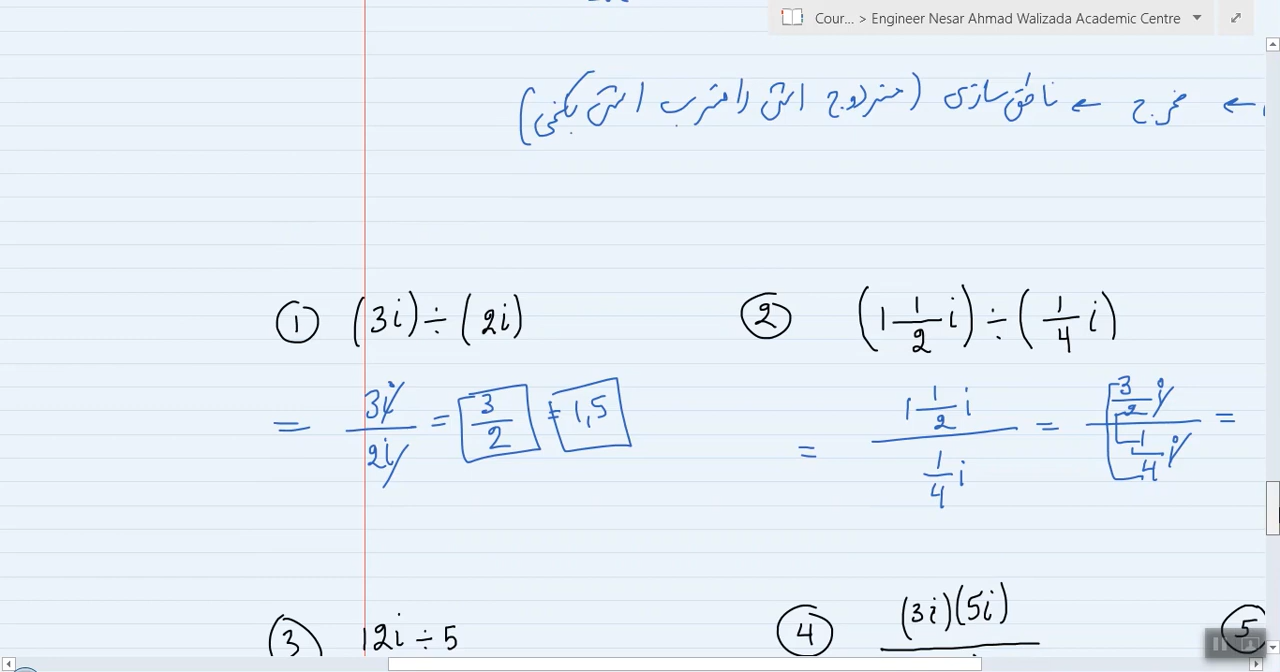 Cour... > Engineer Nesar Ahmad Walizada Academic Centre
← مخرج ← ناطق سازی (مزدوج اش را ضرب اش بکنی)
① (3i) ÷ (2i)
= 3i/2i = 3/2 = 1,5
② (1 1/2 i) ÷ (1/4 i)
= 1 1/2 i / 1/4 i = 3/2 i / 1/4 i =
③ 12i ÷ 5
④ (3i)(5i)
⑤